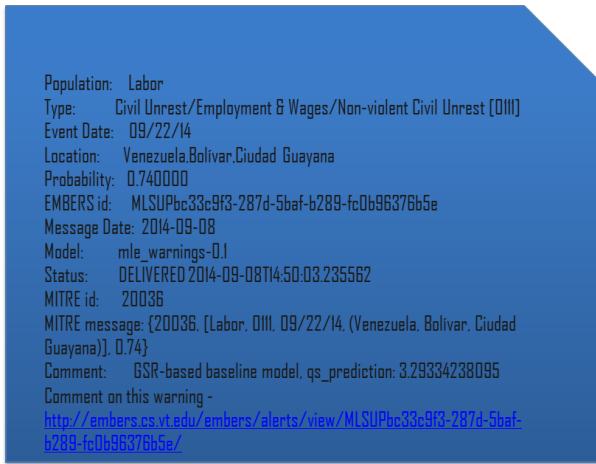 Population: Labor
Type: Civil Unrest/Employment & Wages/Non-violent Civil Unrest [0111]
Event Date: 09/22/14
Location: Venezuela,Bolívar,Ciudad Guayana
Probability: 0.740000
EMBERS id: MLSUPbc33c9f3-287d-5baf-b289-fc0b96376b5e
Message Date: 2014-09-08
Model: mle_warnings-0.1
Status: DELIVERED 2014-09-08T14:50:03.235562
MITRE id: 20036
MITRE message: {20036, [Labor, 0111, 09/22/14, (Venezuela, Bolívar, Ciudad
Guayana)], 0.74}
Comment: GSR-based baseline model, qs_prediction: 3.29334238095
Comment on this warning -
http://embers.cs.vt.edu/embers/alerts/view/MLSUPbc33c9f3-287d-5baf-
b289-fc0b96376b5e/